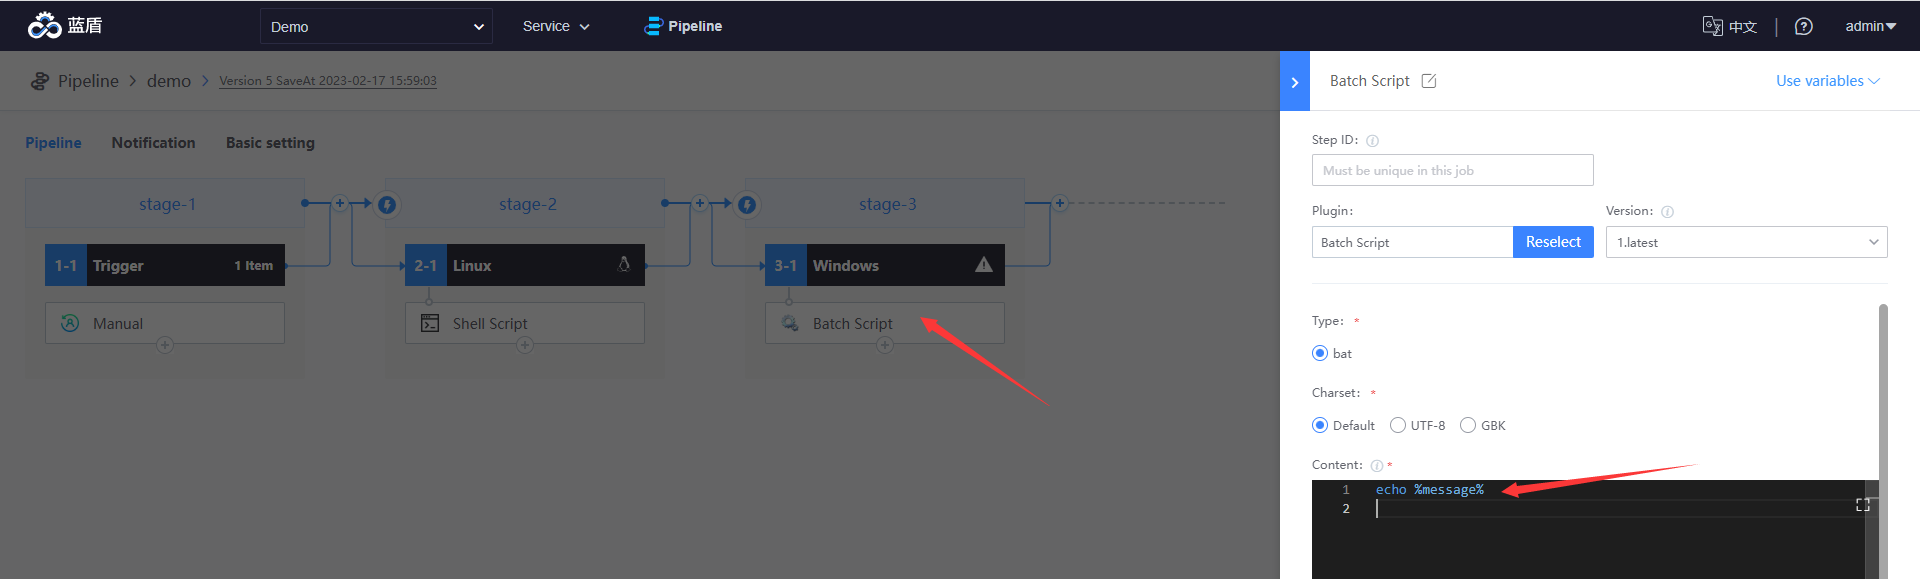 蓝盾
Demo
Service
Pipeline
中文
admin
Pipeline
demo
Version 5 SaveAt 2023-02-17 15:59:03
Pipeline
Notification
Basic setting
stage-1
stage-2
stage-3
1-1
Trigger
1 Item
2-1
Linux
3-1
Windows
Manual
Shell Script
Batch Script
Batch Script
Use variables
Step ID:
Must be unique in this job
Plugin:
Version:
Batch Script
Reselect
1.latest
Type: *
bat
Charset: *
Default
UTF-8
GBK
Content: *
1 echo %message%
2